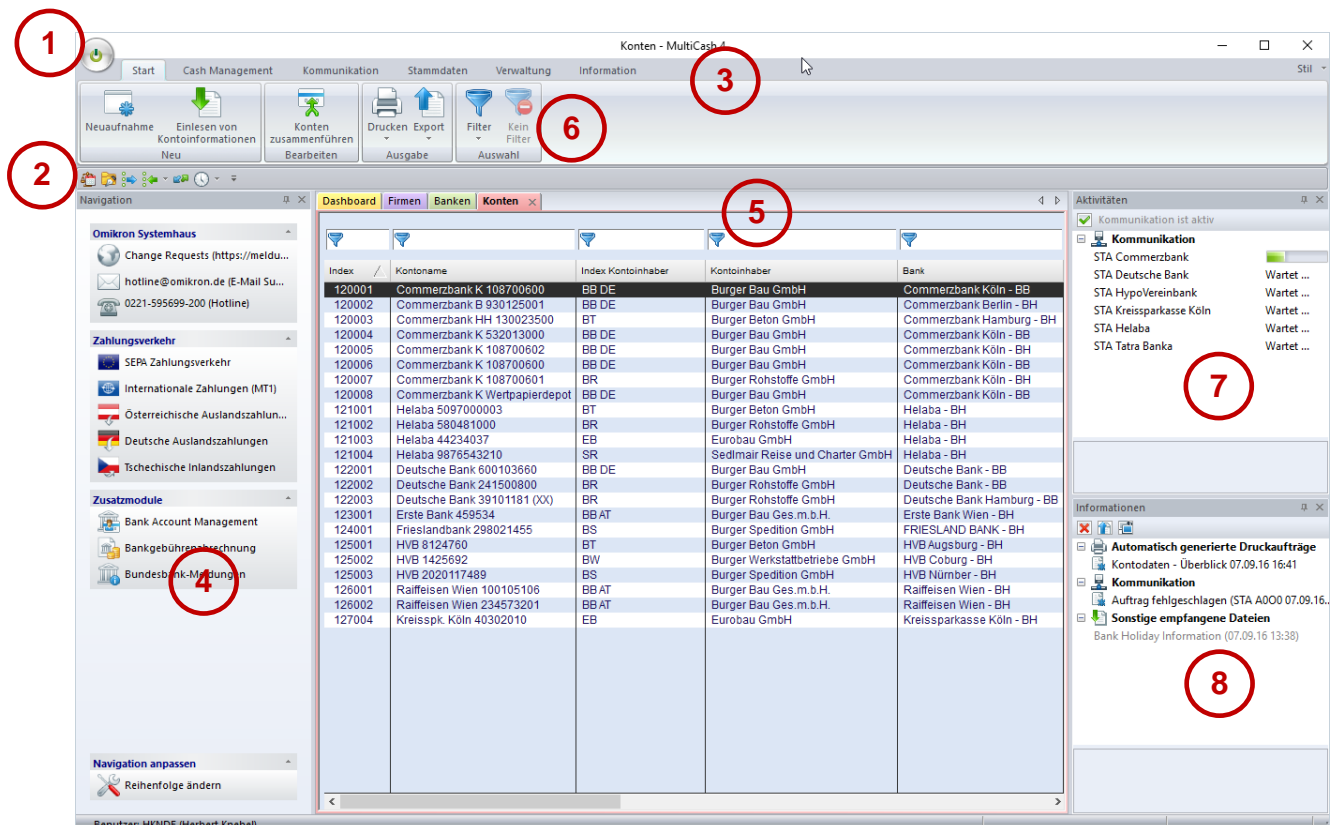 1
Konten - MultiCash 4
Start Cash Management Kommunikation Stammdaten Verwaltung Information
3
Stil
Neuaufnahme
Einlesen von Kontoinformationen
Neu
Konten zusammenführen
Bearbeiten
Drucken Export
Ausgabe
Filter Kein Filter
Auswahl
6
2
Navigation
Omikron Systemhaus
Change Requests (https://meldu...
hotline@omikron.de (E-Mail Su...
0221-595699-200 (Hotline)
Zahlungsverkehr
SEPA Zahlungsverkehr
Internationale Zahlungen (MT1)
Österreichische Auslandszahlun...
Deutsche Auslandszahlungen
Tschechische Inlandszahlungen
Zusatzmodule
Bank Account Management
Bankgebührenabrechnung
Bundesbank-Meldungen
4
Navigation anpassen
Reihenfolge ändern
Dashboard Firmen Banken Konten
5
Index Kontoname Index Kontoinhaber Kontoinhaber Bank
120001 Commerzbank K 108700600 BB DE Burger Bau GmbH Commerzbank Köln - BB
120002 Commerzbank B 930125001 BB DE Burger Bau GmbH Commerzbank Berlin - BH
120003 Commerzbank HH 130023500 BT Burger Beton GmbH Commerzbank Hamburg - BH
120004 Commerzbank K 532013000 BB DE Burger Bau GmbH Commerzbank Köln - BB
120005 Commerzbank K 108700602 BB DE Burger Bau GmbH Commerzbank Köln - BH
120006 Commerzbank K 108700600 BB DE Burger Bau GmbH Commerzbank Köln - BH
120007 Commerzbank K 108700601 BR Burger Rohstoffe GmbH Commerzbank Köln - BH
120008 Commerzbank K Wertpapierdepot BB DE Burger Bau GmbH Commerzbank Köln - BB
121001 Helaba 5097000003 BT Burger Beton GmbH Helaba - BH
121002 Helaba 580481000 BR Burger Rohstoffe GmbH Helaba - BH
121003 Helaba 44234037 EB Eurobau GmbH Helaba - BH
121004 Helaba 9876543210 SR Sedlmair Reise und Charter GmbH Helaba - BH
122001 Deutsche Bank 600103660 BB DE Burger Bau GmbH Deutsche Bank - BB
122002 Deutsche Bank 241500800 BR Burger Rohstoffe GmbH Deutsche Bank - BB
122003 Deutsche Bank 39101181 (XX) BR Burger Rohstoffe GmbH Deutsche Bank Hamburg - BB
123001 Erste Bank 459534 BB AT Burger Bau Ges.m.b.H. Erste Bank Wien - BH
124001 Frieslandbank 298021455 BS Burger Spedition GmbH FRIESLAND BANK - BH
125001 HVB 8124760 BT Burger Beton GmbH HVB Augsburg - BH
125002 HVB 1425692 BW Burger Werkstattbetriebe GmbH HVB Coburg - BH
125003 HVB 2020117489 BS Burger Spedition GmbH HVB Nürnber - BH
126001 Raiffeisen Wien 100105106 BB AT Burger Bau Ges.m.b.H. Raiffeisen Wien - BH
126002 Raiffeisen Wien 234573201 BB AT Burger Bau Ges.m.b.H. Raiffeisen Wien - BH
127004 Kreisspk. Köln 40302010 EB Eurobau GmbH Kreissparkasse Köln - BH
Aktivitäten
Kommunikation ist aktiv
Kommunikation
STA Commerzbank
STA Deutsche Bank Wartet ...
STA HypoVereinbank Wartet ...
STA Kreissparkasse Köln Wartet ...
STA Helaba Wartet ...
STA Tatra Banka Wartet ...
7
Informationen
Automatisch generierte Druckaufträge
Kontodaten - Überblick 07.09.16 16:41
Kommunikation
Auftrag fehlgeschlagen (STA A0O0 07.09.16..
Sonstige empfangene Dateien
Bank Holiday Information (07.09.16 13:38)
8
Benutzer: HKNDE (Herbert Knebel)